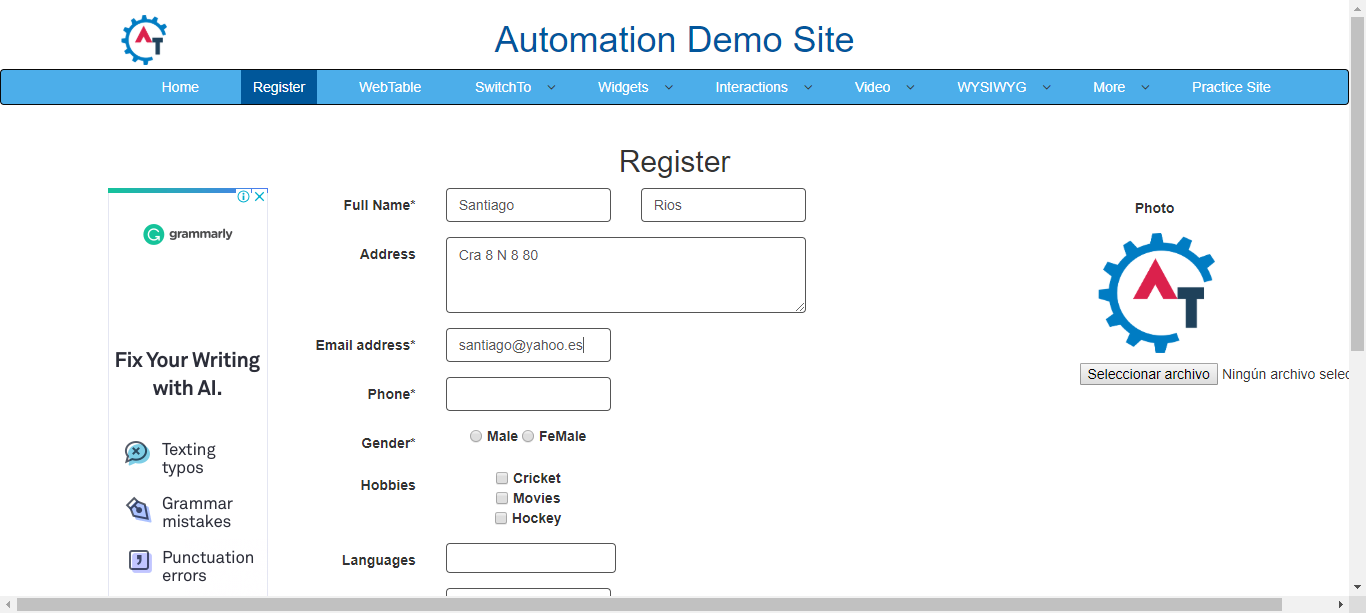 AT
Automation Demo Site
Home Register WebTable SwitchTo Widgets Interactions Video WYSIWYG More Practice Site
Register
grammarly
Fix Your Writing
with AI.
Texting
typos
Grammar
mistakes
Punctuation
errors
Full Name* Santiago Rios
Address Cra 8 N 8 80
Email address* santiago@yahoo.es
Phone*
Gender* Male FeMale
Hobbies Cricket
Movies
Hockey
Languages
Photo
AT
Seleccionar archivo Ningún archivo selec